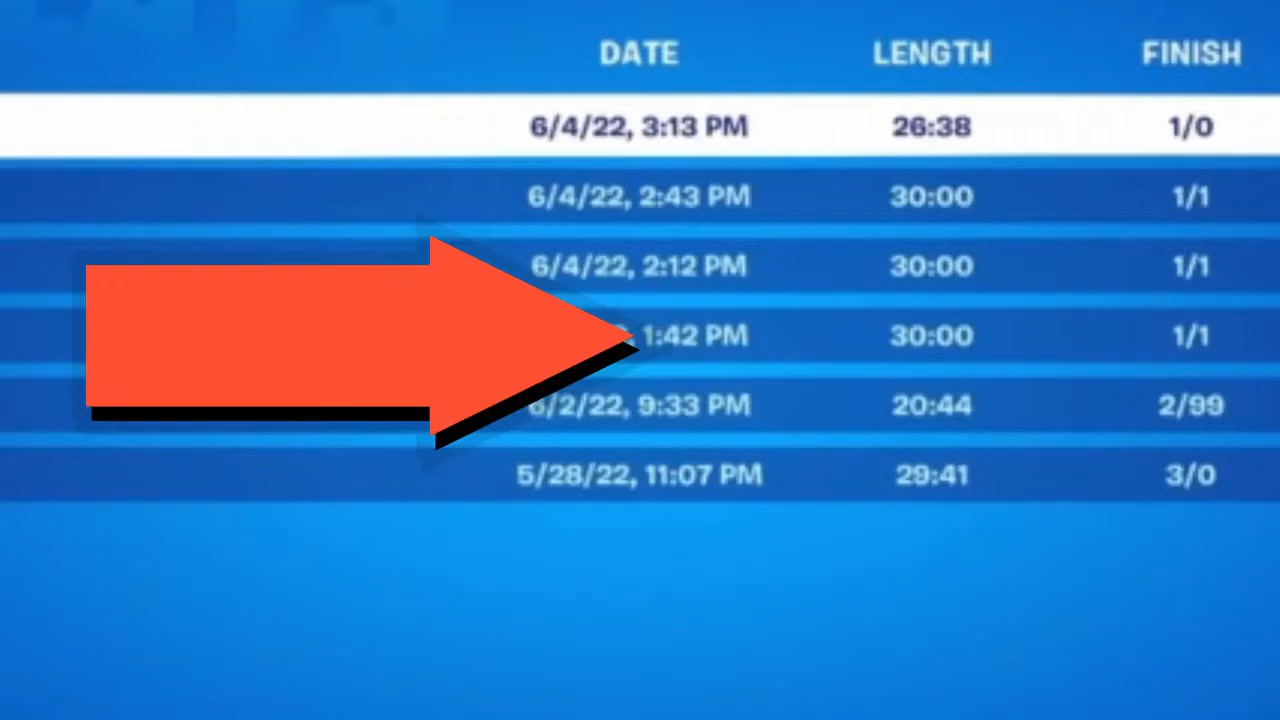 DATE LENGTH FINISH
6/4/22, 3:13 PM 26:38 1/0
6/4/22, 2:43 PM 30:00 1/1
6/4/22, 2:12 PM 30:00 1/1
1:42 PM 30:00 1/1
6/2/22, 9:33 PM 20:44 2/99
5/28/22, 11:07 PM 29:41 3/0